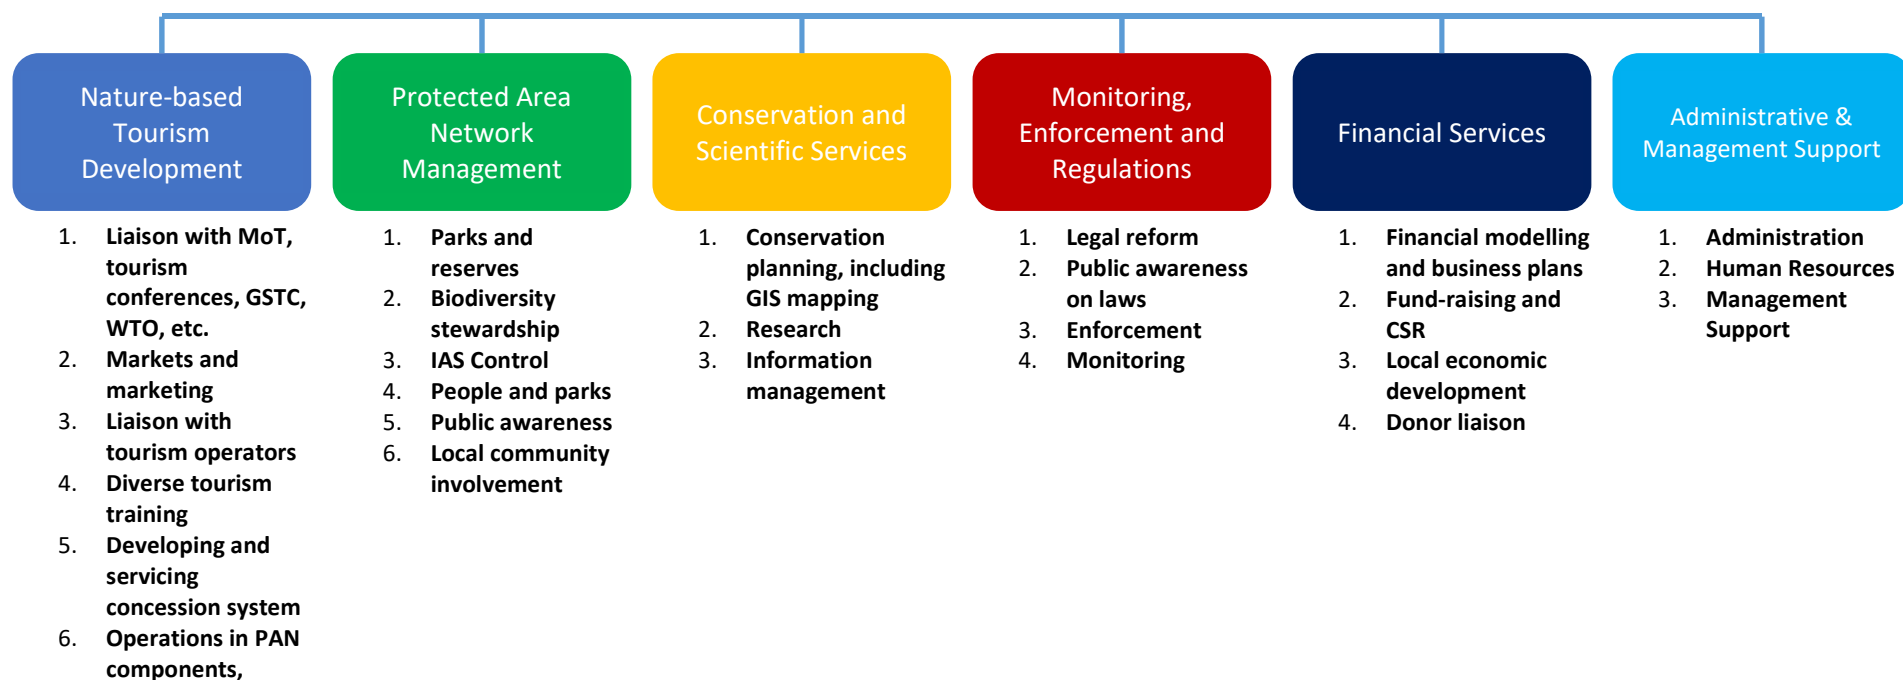 Nature-based
Tourism
Development
1. Liaison with MoT,
tourism
conferences, GSTC,
WTO, etc.
2. Markets and
marketing
3. Liaison with
tourism operators
4. Diverse tourism
training
5. Developing and
servicing
concession system
6. Operations in PAN
components,
Protected Area
Network
Management
1. Parks and
reserves
2. Biodiversity
stewardship
3. IAS Control
4. People and parks
5. Public awareness
6. Local community
involvement
Conservation and
Scientific Services
1. Conservation
planning, including
GIS mapping
2. Research
3. Information
management
Monitoring,
Enforcement and
Regulations
1. Legal reform
2. Public awareness
on laws
3. Enforcement
4. Monitoring
Financial Services
1. Financial modelling
and business plans
2. Fund-raising and
CSR
3. Local economic
development
4. Donor liaison
Administrative &
Management Support
1. Administration
2. Human Resources
3. Management
Support